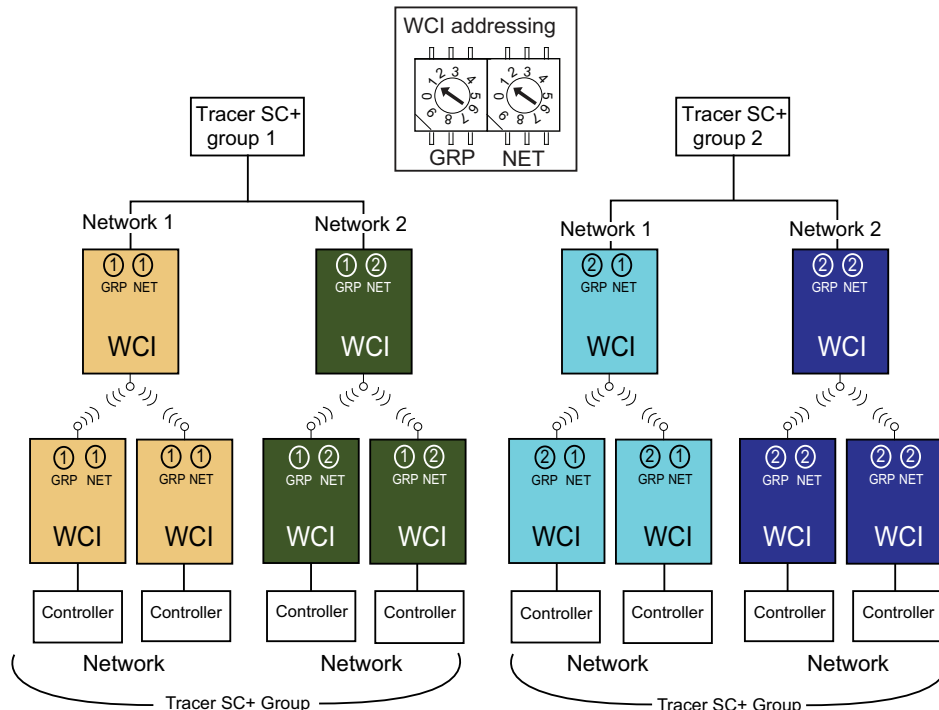 WCI addressing
0 1 2 3 4 5 6 7 8 9
0 1 2 3 4 5 6 7 8 9
GRP NET
Tracer SC+
group 1
Tracer SC+
group 2
Network 1
Network 2
Network 1
Network 2
1 1
GRP NET
WCI
1 2
GRP NET
WCI
2 1
GRP NET
WCI
2 2
GRP NET
WCI
1 1
GRP NET
WCI
1 1
GRP NET
WCI
1 2
GRP NET
WCI
1 2
GRP NET
WCI
2 1
GRP NET
WCI
2 1
GRP NET
WCI
2 2
GRP NET
WCI
2 2
GRP NET
WCI
Controller
Controller
Controller
Controller
Controller
Controller
Controller
Controller
Network
Network
Network
Network
Tracer SC+ Group
Tracer SC+ Group